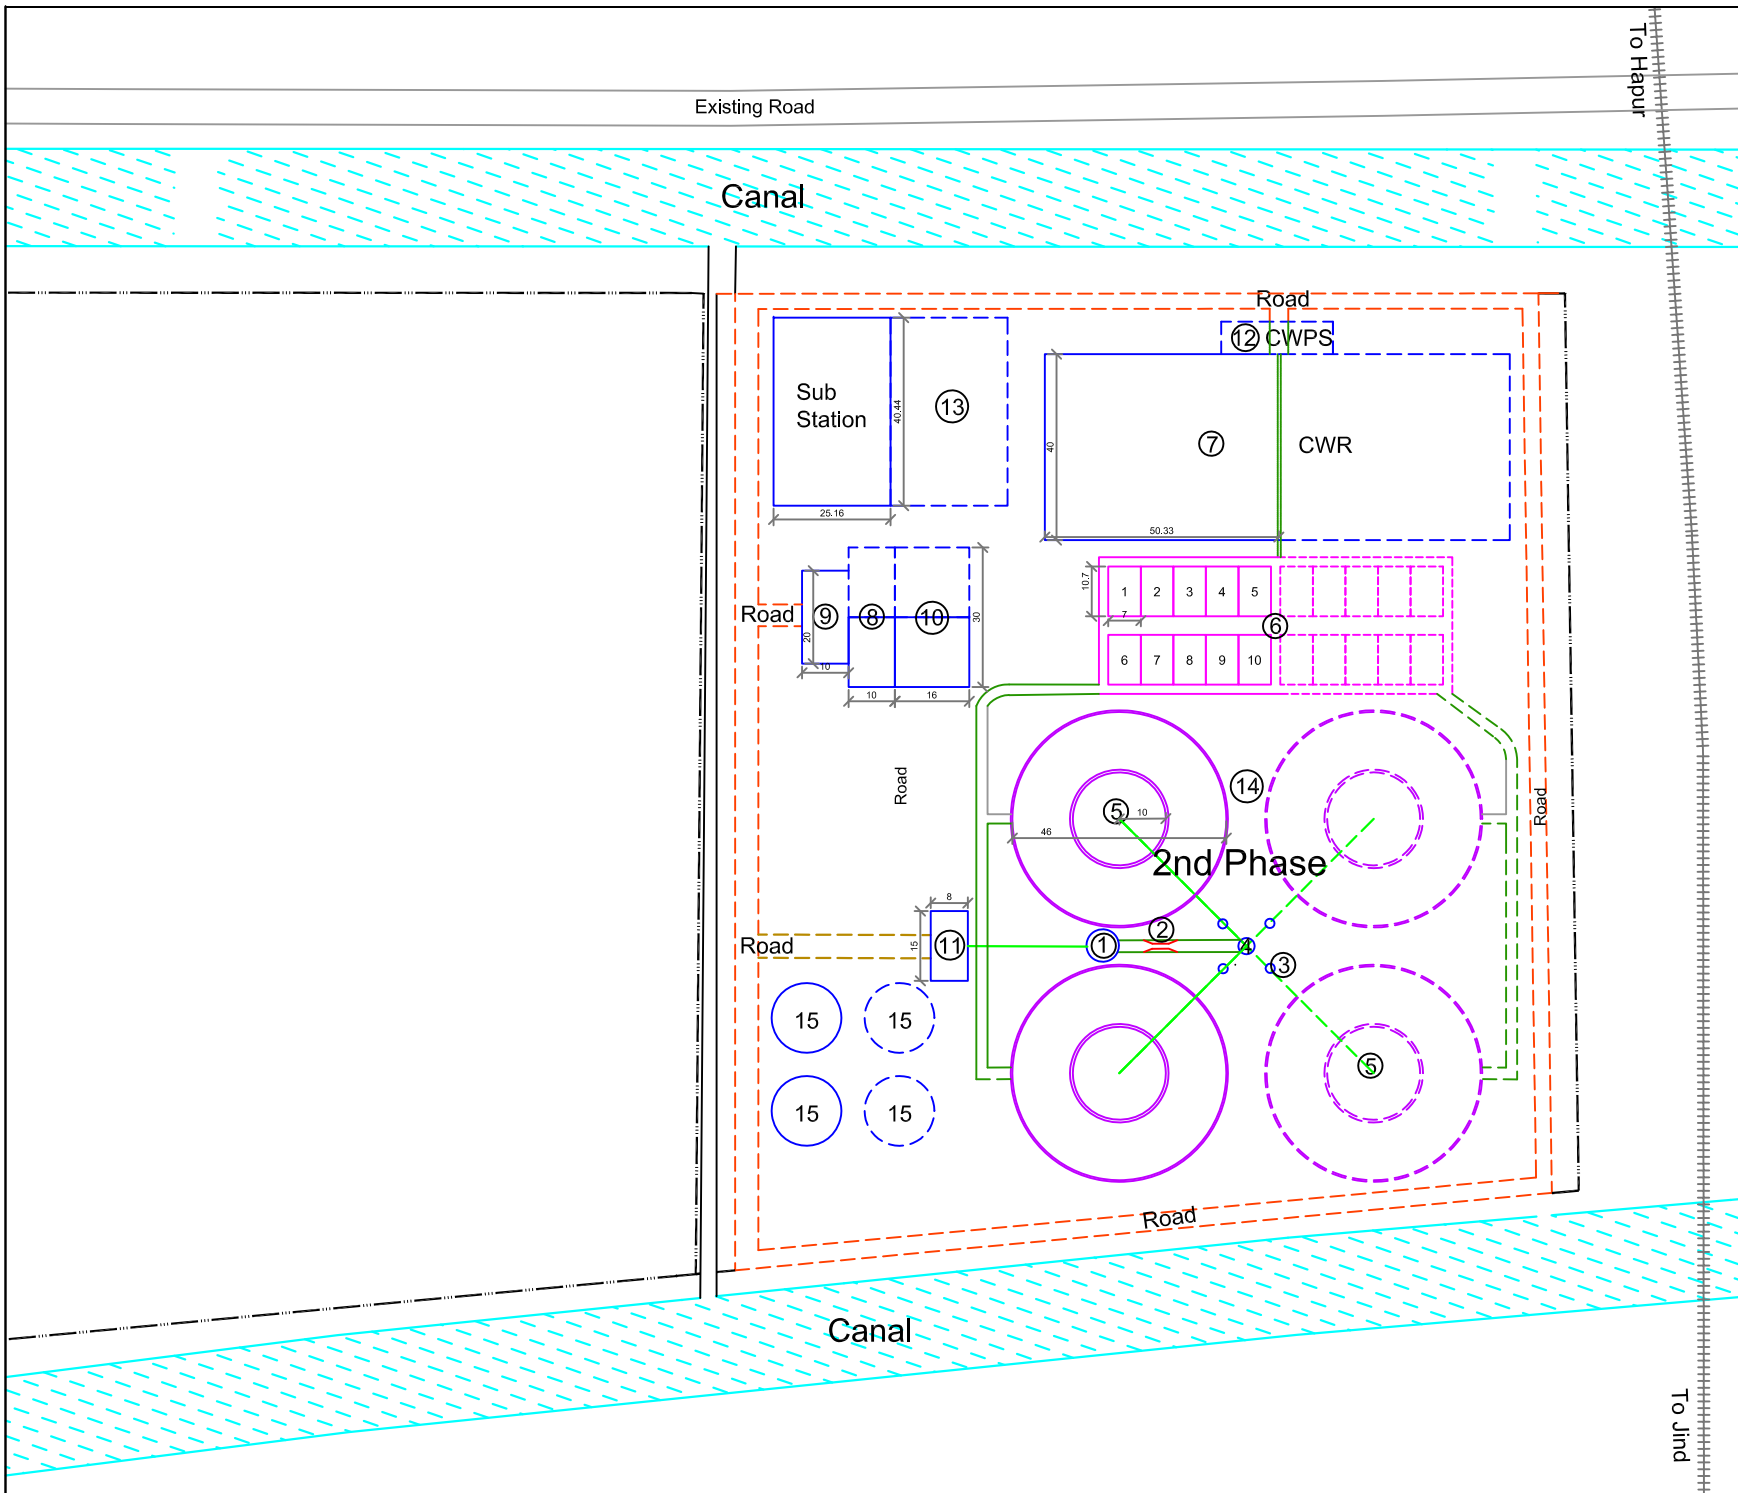 To Hapur
Existing Road
Canal
Road
12 CWPS
Sub
Station
40.44
13
40
7
CWR
25.16
50.33
10.7
1 2 3 4 5
7
6
6 7 8 9 10
Road
9
8
10
20
30
10
10
16
Road
14
5
10
46
2nd Phase
Road
8
15
Road
11
1
2
4
3
15 15
5
15 15
Road
Canal
To Jind